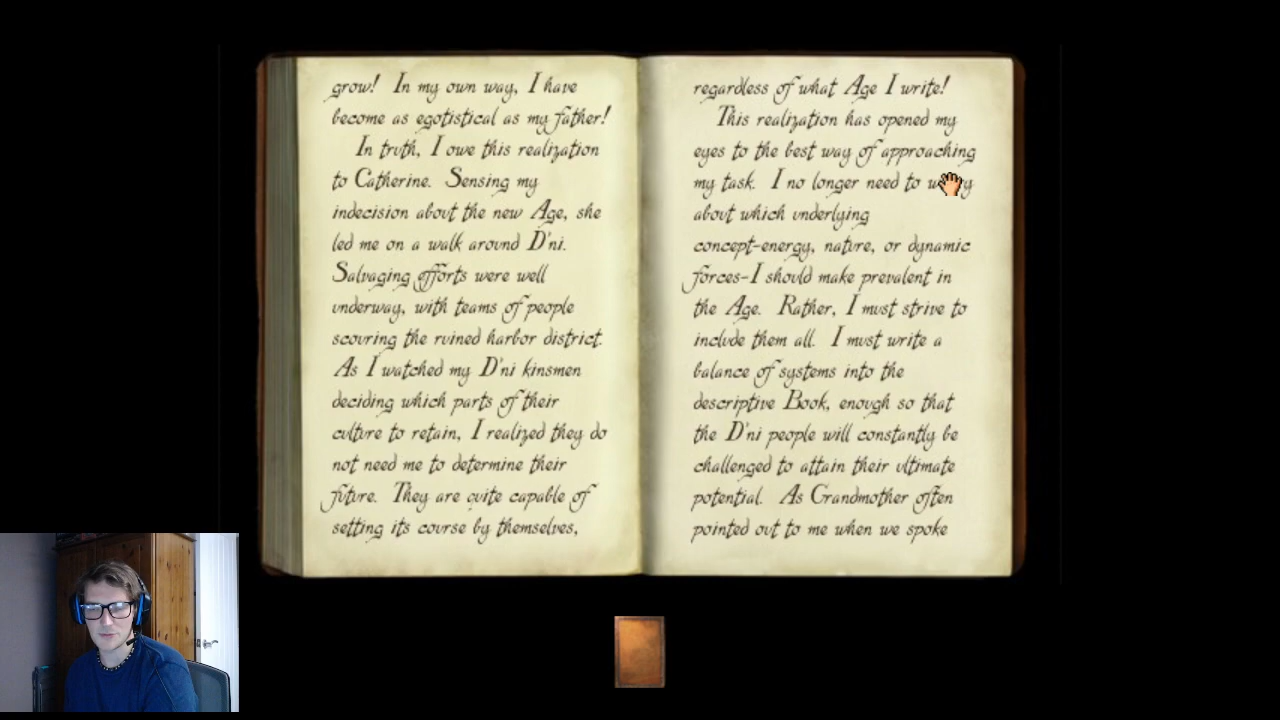 grow! In my own way, I have
become as egotistical as my father!
In truth, I owe this realization
to Catherine. Sensing my
indecision about the new Age, she
led me on a walk around D'ni.
Salvaging efforts were well
underway, with teams of people
scouring the ruined harbor district.
As I watched my D'ni kinsmen
deciding which parts of their
culture to retain, I realized they do
not need me to determine their
future. They are quite capable of
setting its course by themselves,
regardless of what Age I write!
This realization has opened my
eyes to the best way of approaching
my task. I no longer need to
about which underlying
concept-energy, nature, or dynamic
forces-I should make prevalent in
the Age. Rather, I must strive to
include them all. I must write a
balance of systems into the
descriptive Book, enough so that
the D'ni people will constantly be
challenged to attain their ultimate
potential. As Grandmother often
pointed out to me when we spoke